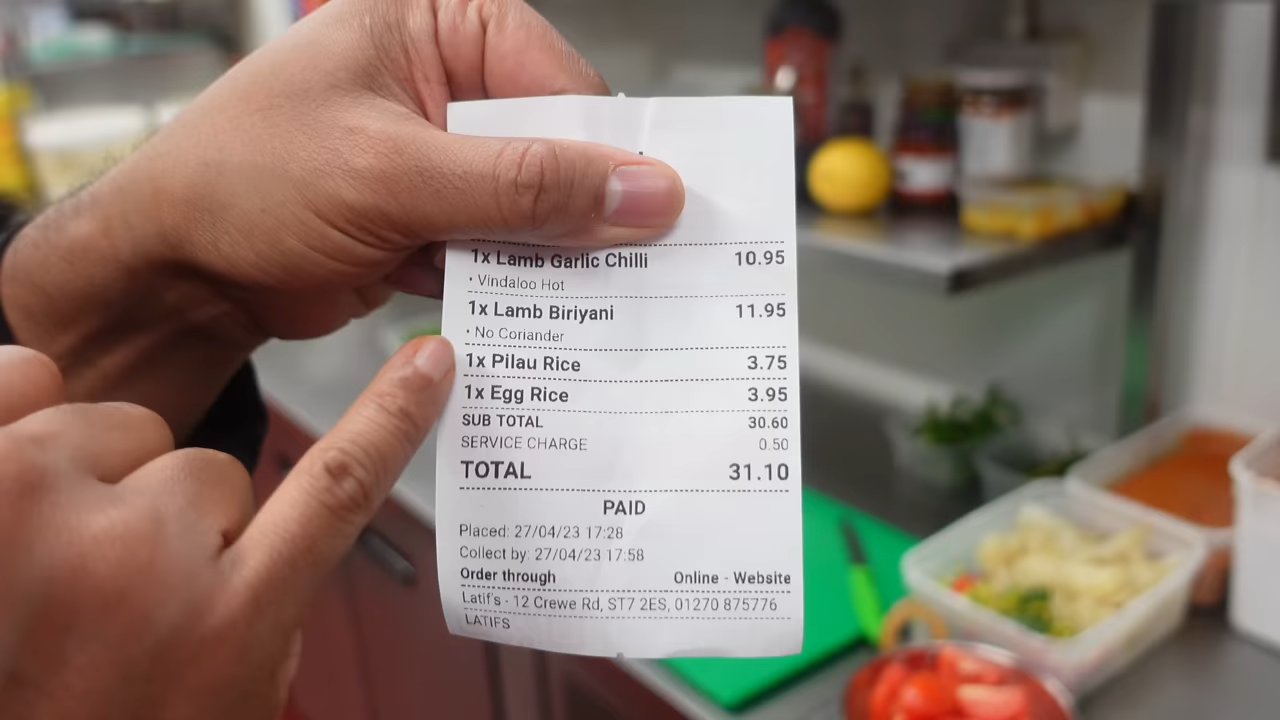 1x Lamb Garlic Chilli 10.95
• Vindaloo Hot
1x Lamb Biriyani 11.95
• No Coriander
1x Pilau Rice 3.75
1x Egg Rice 3.95
SUB TOTAL 30.60
SERVICE CHARGE 0.50
TOTAL 31.10
PAID
Placed: 27/04/23 17:28
Collect by: 27/04/23 17:58
Order through Online - Website
Latif's - 12 Crewe Rd, ST7 2ES, 01270 875776
LATIFS